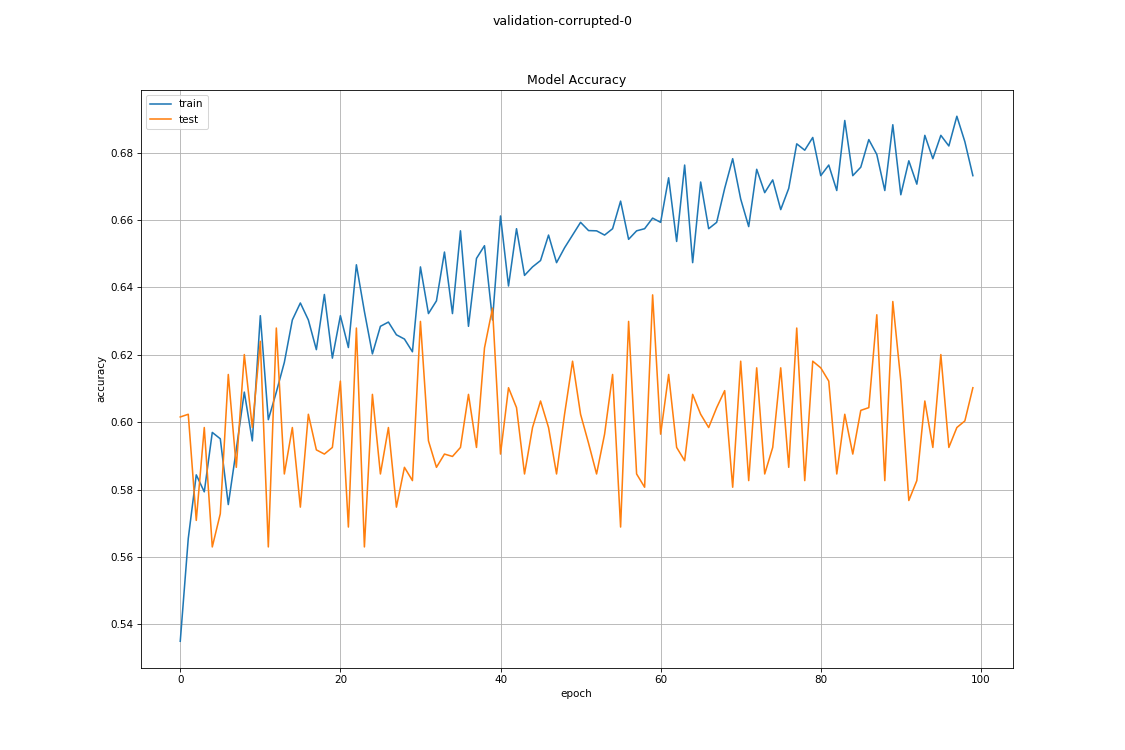 validation-corrupted-0
Model Accuracy
train
test
0.68
0.66
0.64
0.62
0.60
0.58
0.56
0.54
accuracy
0 20 40 60 80 100
epoch